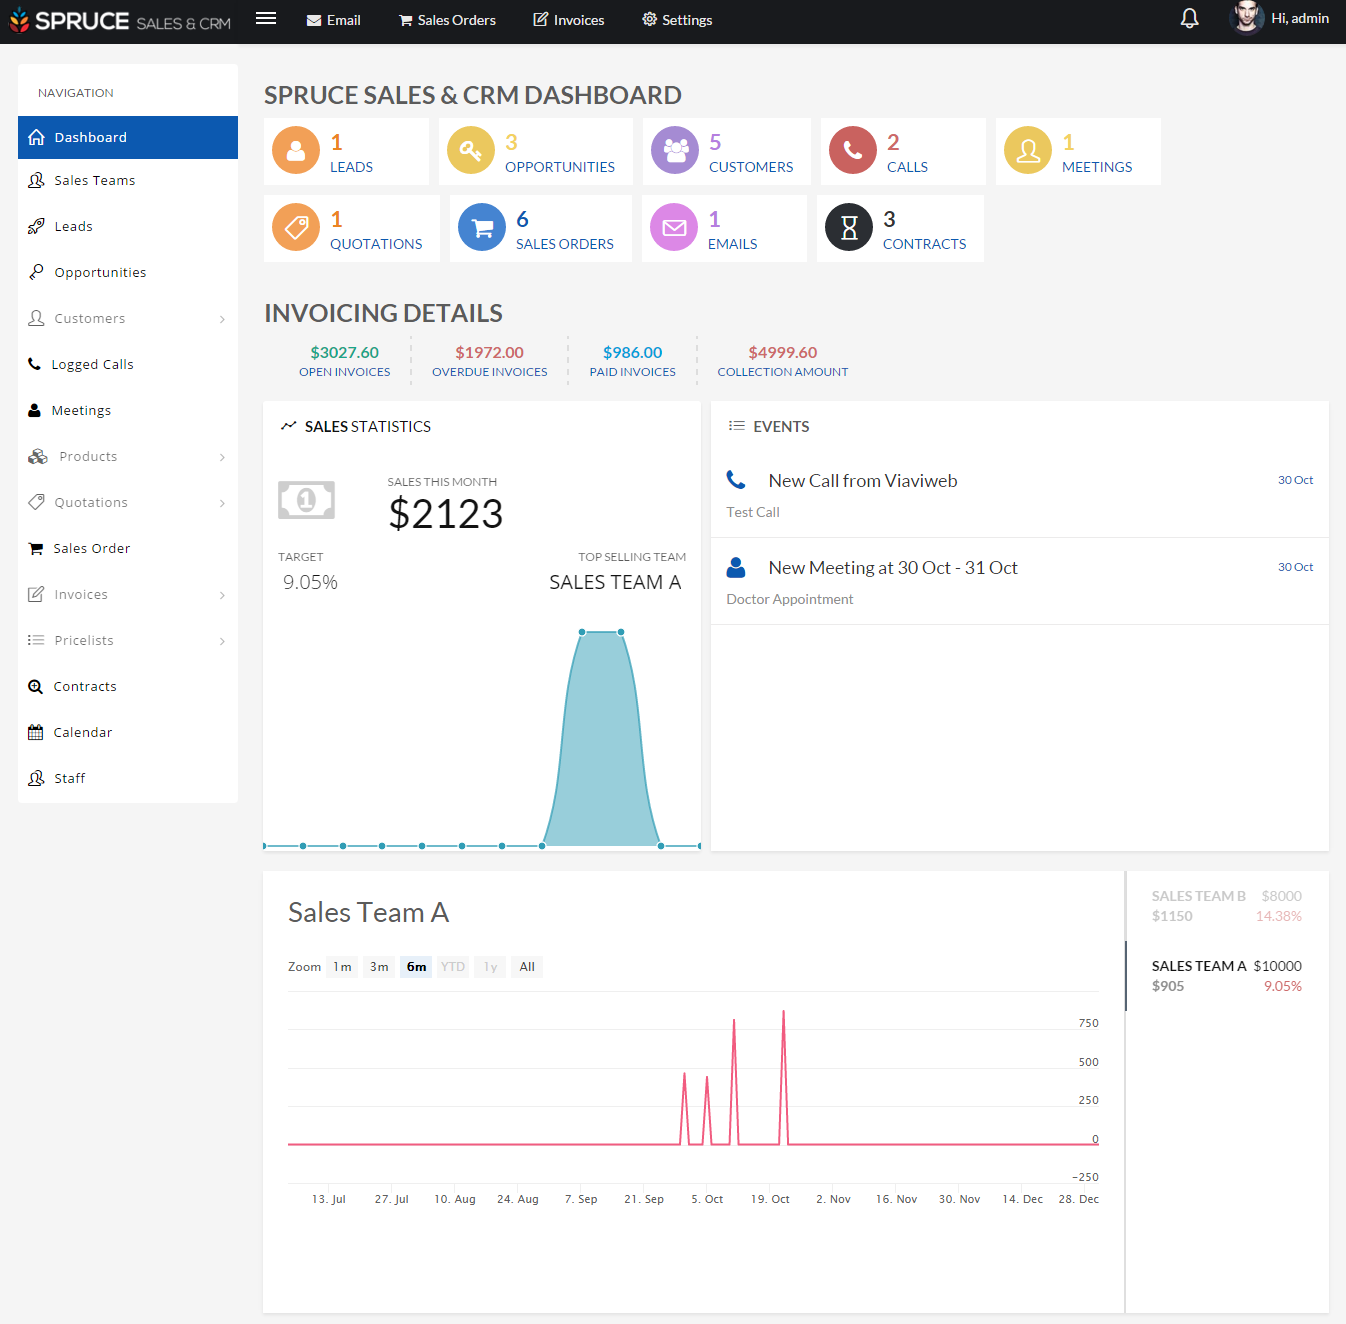 SPRUCE SALES & CRM
Email
Sales Orders
Invoices
Settings
Hi, admin
NAVIGATION
Dashboard
Sales Teams
Leads
Opportunities
Customers
Logged Calls
Meetings
Products
Quotations
Sales Order
Invoices
Pricelists
Contracts
Calendar
Staff
SPRUCE SALES & CRM DASHBOARD
1
LEADS
3
OPPORTUNITIES
5
CUSTOMERS
2
CALLS
1
MEETINGS
1
QUOTATIONS
6
SALES ORDERS
1
EMAILS
3
CONTRACTS
INVOICING DETAILS
$3027.60
OPEN INVOICES
$1972.00
OVERDUE INVOICES
$986.00
PAID INVOICES
$4999.60
COLLECTION AMOUNT
SALES STATISTICS
1
SALES THIS MONTH
$2123
TARGET
9.05%
TOP SELLING TEAM
SALES TEAM A
EVENTS
New Call from Viaviweb
30 Oct
Test Call
New Meeting at 30 Oct - 31 Oct
30 Oct
Doctor Appointment
Sales Team A
Zoom 1m 3m 6m YTD 1y All
750
500
250
0
−250
13. Jul 27. Jul 10. Aug 24. Aug 7. Sep 21. Sep 5. Oct 19. Oct 2. Nov 16. Nov 30. Nov 14. Dec 28. Dec
SALES TEAM B $8000
$1150 14.38%
SALES TEAM A $10000
$905 9.05%